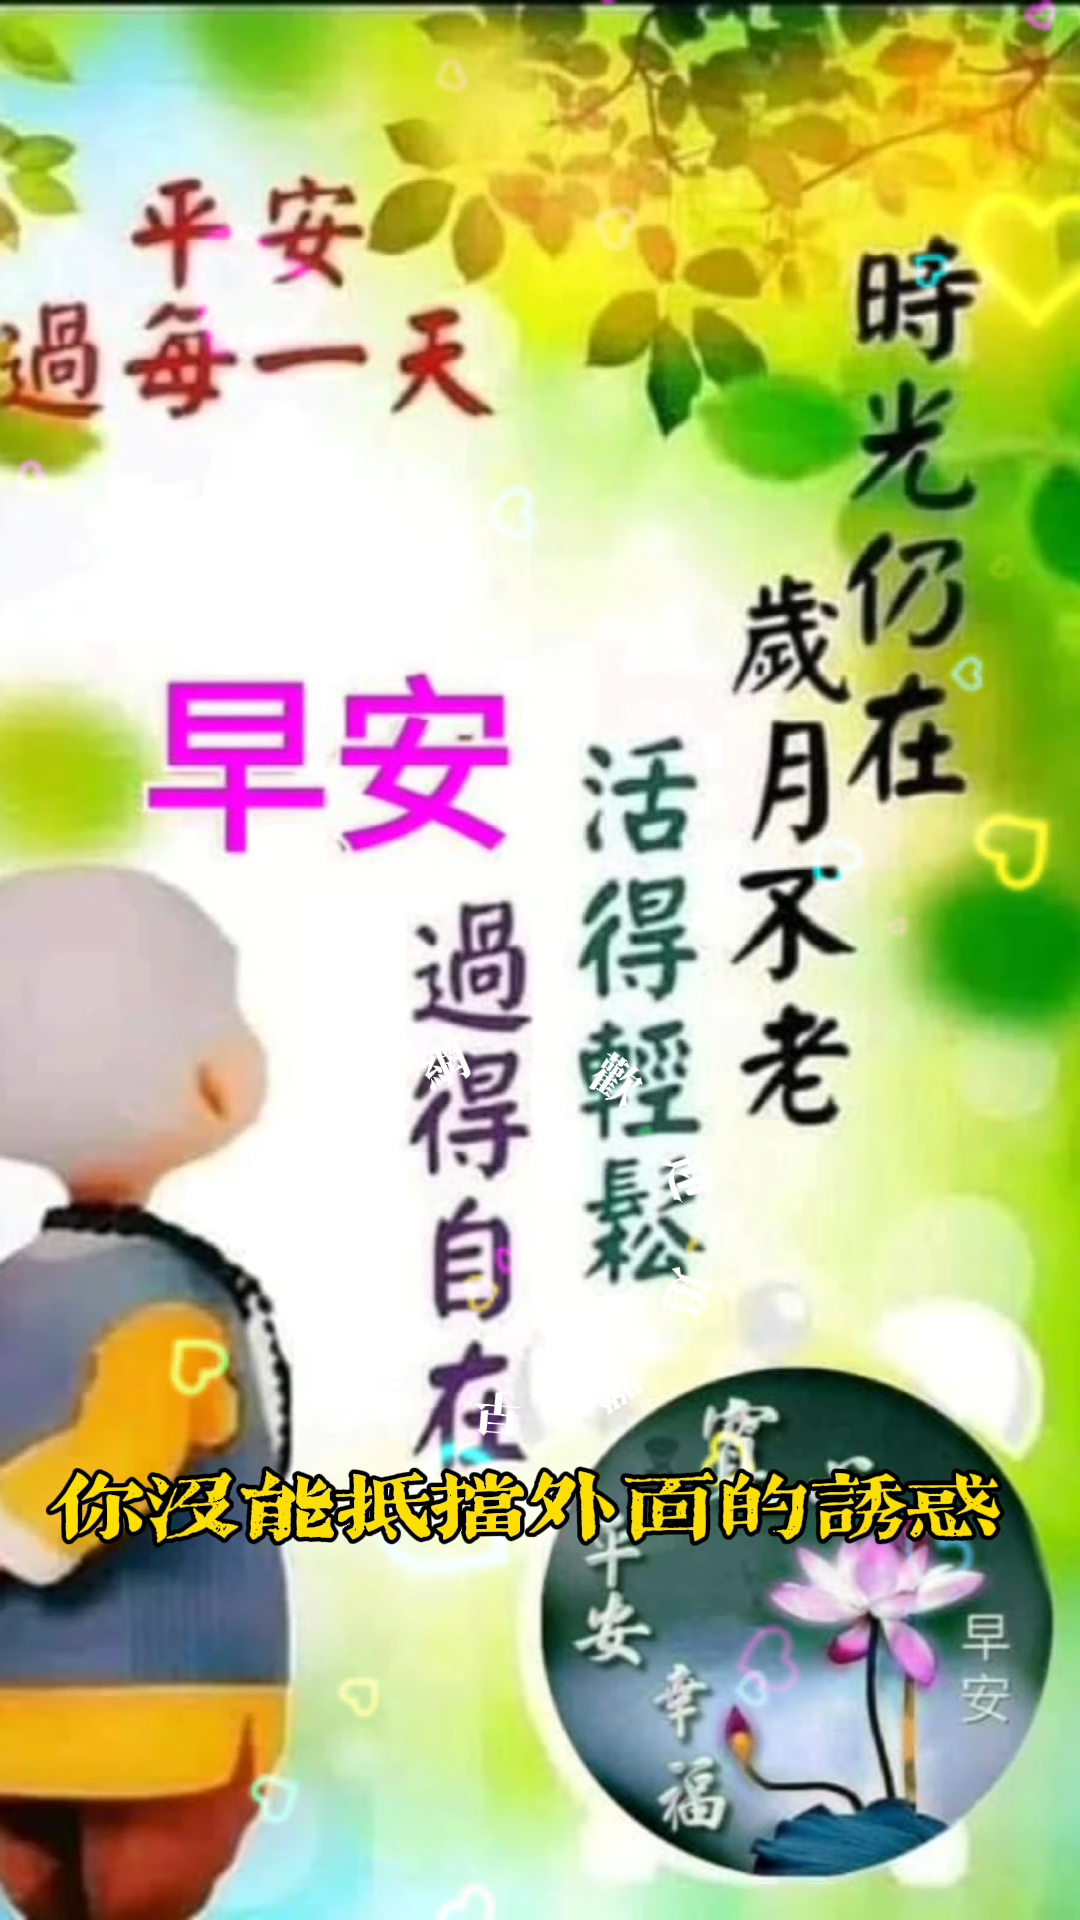 平安
過每一天
時光仍在
歲月不老
活得輕鬆
過得自在
早安
你沒能抵擋外面的誘惑
平安
幸福
早安